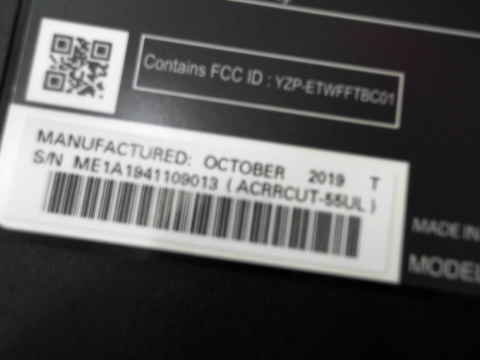 Contains FCC ID : YZP-ETWFFTBC01
MANUFACTURED: OCTOBER 2019 T
S/N ME1A1941109013 ( ACRRCUT-55UL )
MADE IN
MODEL